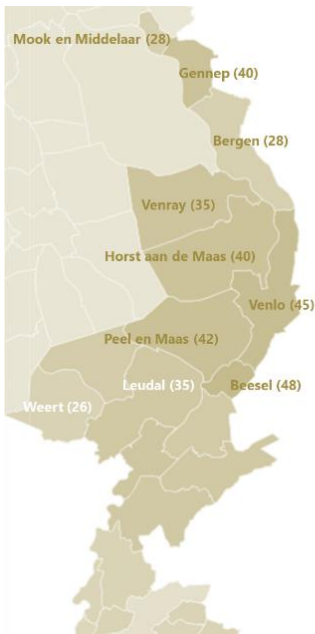 Mook en Middelaar (28)
Gennep (40)
Bergen (28)
Venray (35)
Horst aan de Maas (40)
Venlo (45)
Peel en Maas (42)
Leudal (35)
Beesel (48)
Weert (26)